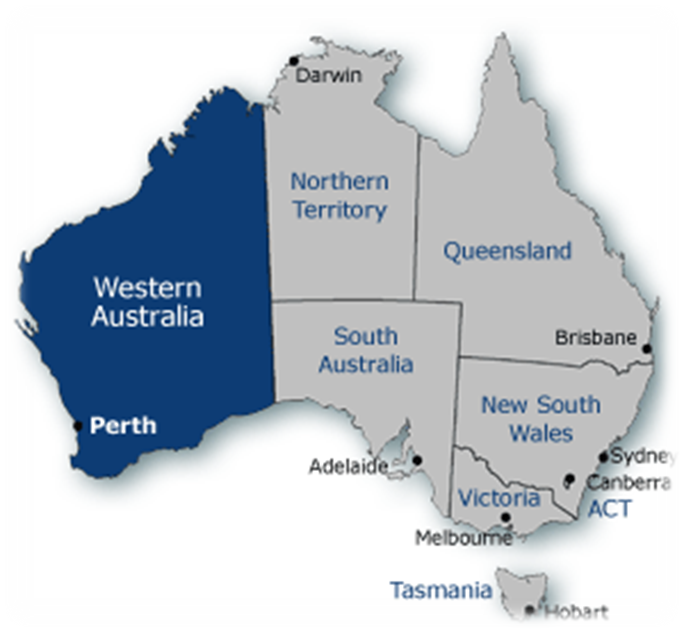 Darwin
Northern
Territory
Queensland
Western
Australia
South
Australia
Brisbane
New South
Wales
Perth
Adelaide
Sydney
Canberra
Victoria
ACT
Melbourne
Tasmania
Hobart